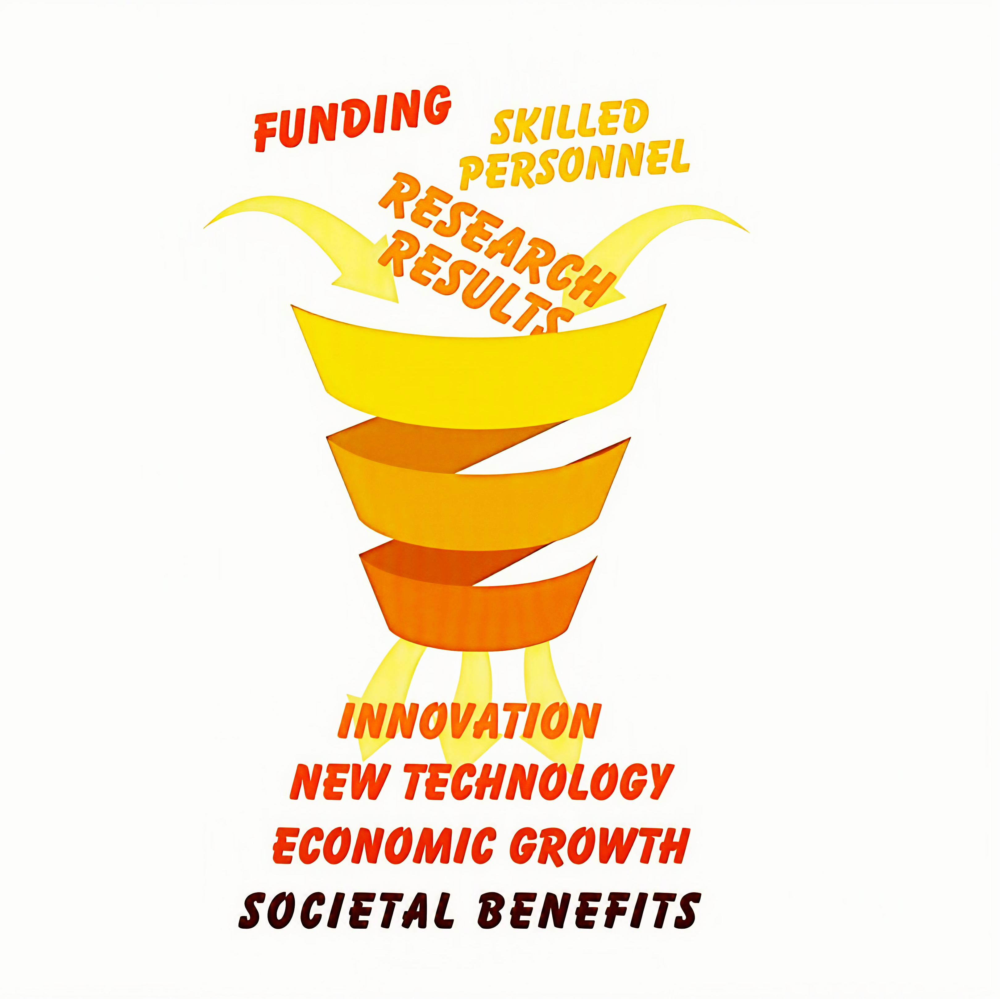 FUNDING
SKILLED
PERSONNEL
RESEARCH
RESULTS
INNOVATION
NEW TECHNOLOGY
ECONOMIC GROWTH
SOCIETAL BENEFITS